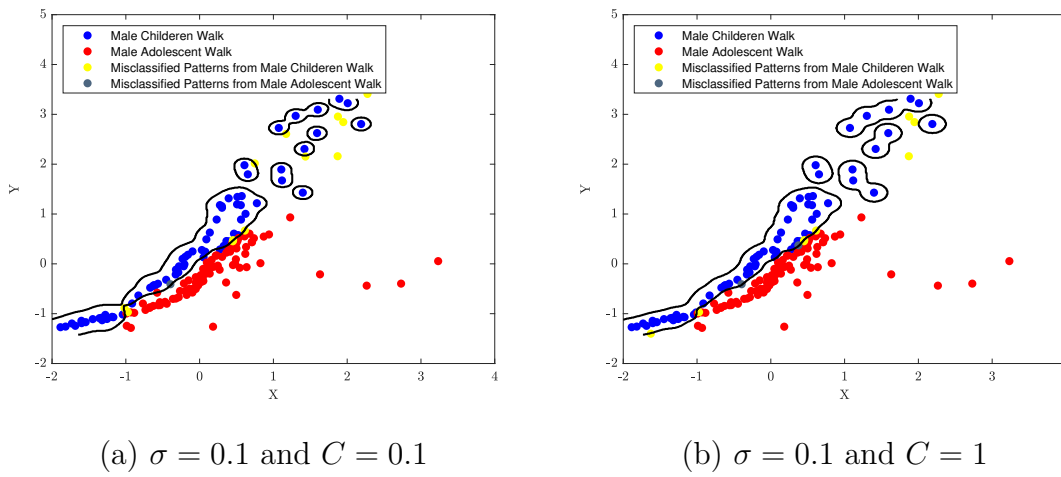 5
4
3
2
1
0
-1
-2
-2
-1
0
1
2
3
4
X
Y
Male Childeren Walk
Male Adolescent Walk
Misclassified Patterns from Male Childeren Walk
Misclassified Patterns from Male Adolescent Walk
(a) σ = 0.1 and C = 0.1
5
4
3
2
1
0
-1
-2
-2
-1
0
1
2
3
X
Y
Male Childeren Walk
Male Adolescent Walk
Misclassified Patterns from Male Childeren Walk
Misclassified Patterns from Male Adolescent Walk
(b) σ = 0.1 and C = 1